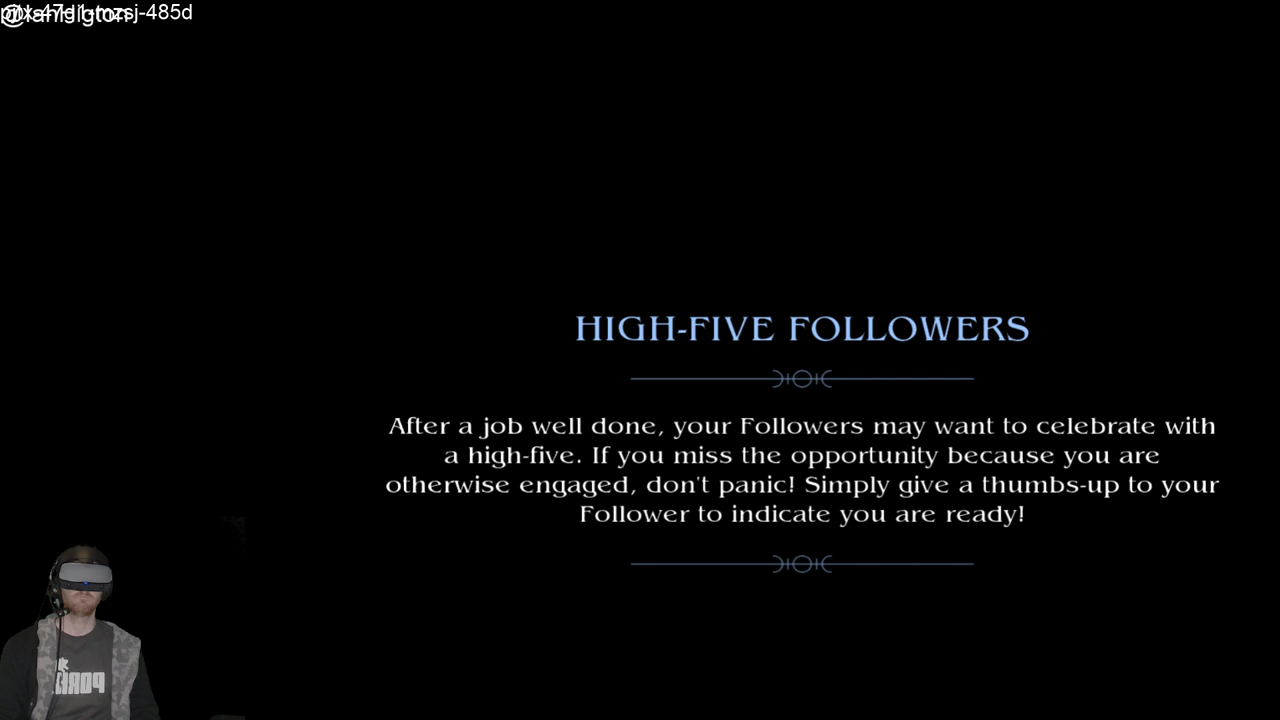 HIGH-FIVE FOLLOWERS
After a job well done, your Followers may want to celebrate with
a high-five. If you miss the opportunity because you are
otherwise engaged, don't panic! Simply give a thumbs-up to your
Follower to indicate you are ready!